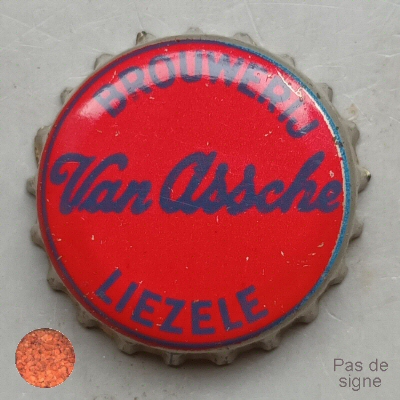 BROUWERIJ
Van Assche
LIEZELE
Pas de
signe